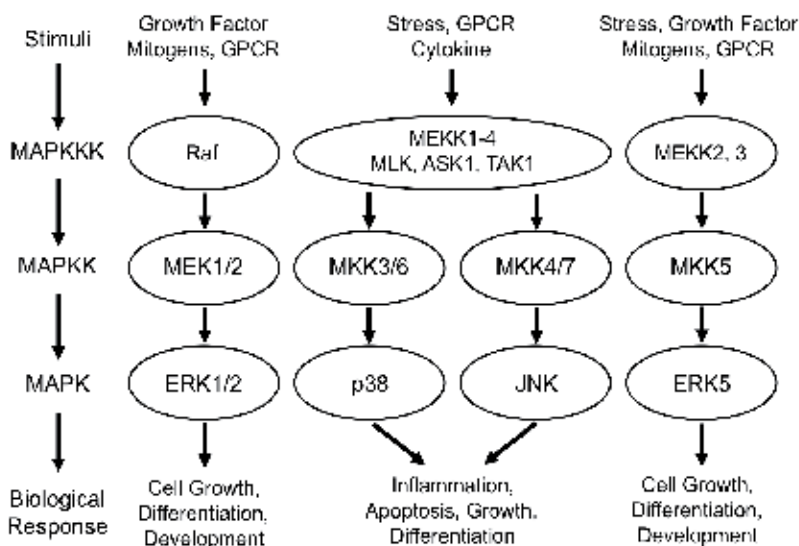 Stimuli
Growth Factor
Mitogens, GPCR
Stress, GPCR
Cytokine
Stress, Growth Factor
Mitogens, GPCR
MAPKKK
Raf
MEKK1-4
MLK, ASK1, TAK1
MEKK2, 3
MAPKK
MEK1/2
MKK3/6
MKK4/7
MKK5
MAPK
ERK1/2
p38
JNK
ERK5
Biological
Response
Cell Growth,
Differentiation,
Development
Inflammation,
Apoptosis, Growth,
Differentiation
Cell Growth,
Differentiation,
Development